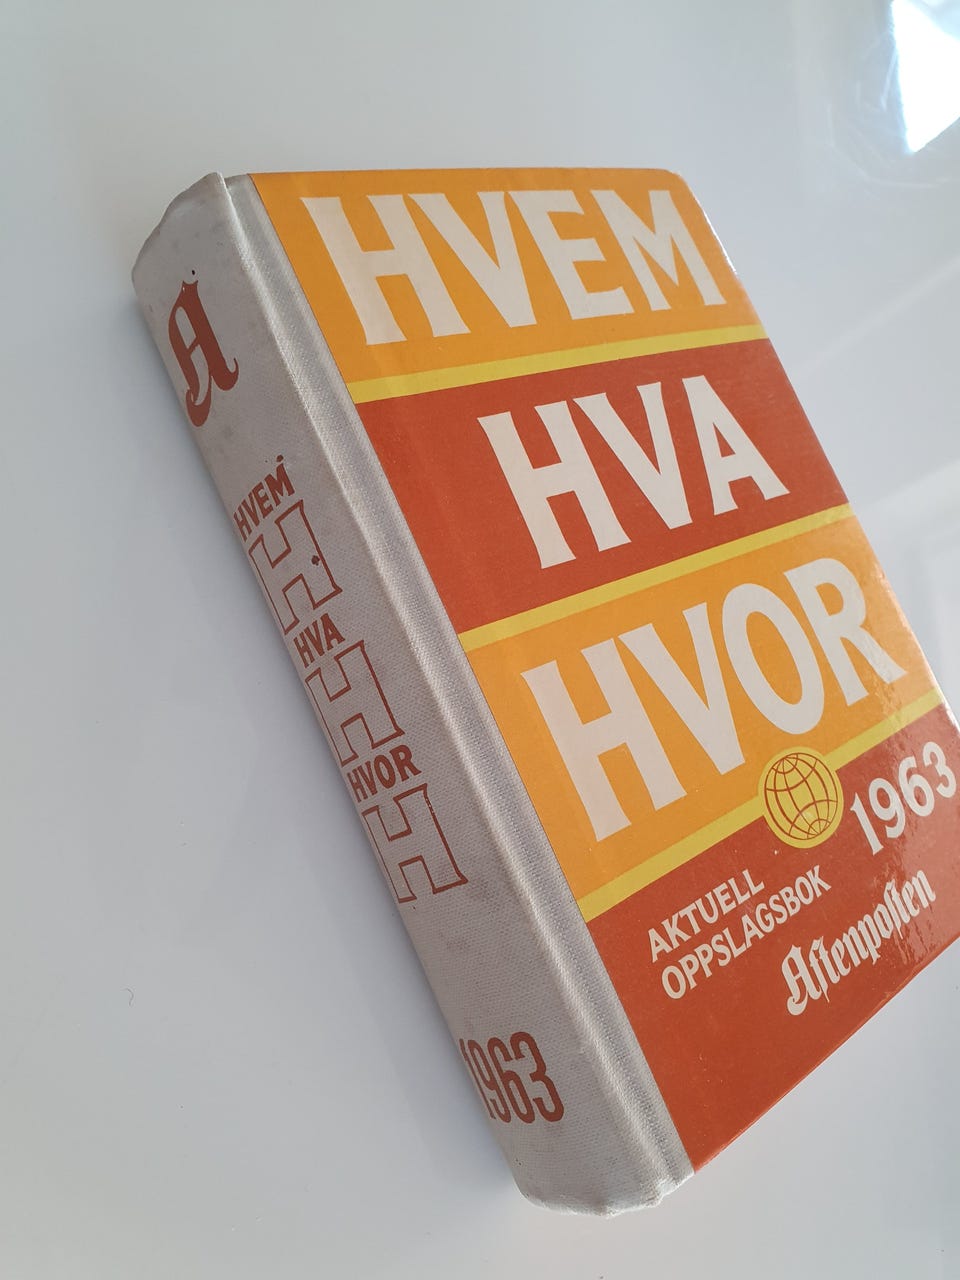 HVEM
HVA
HVOR
1963
AKTUELL
OPPSLAGSBOK
Aftenposten
A
HVEM
H
HVA
H
HVOR
H
1963